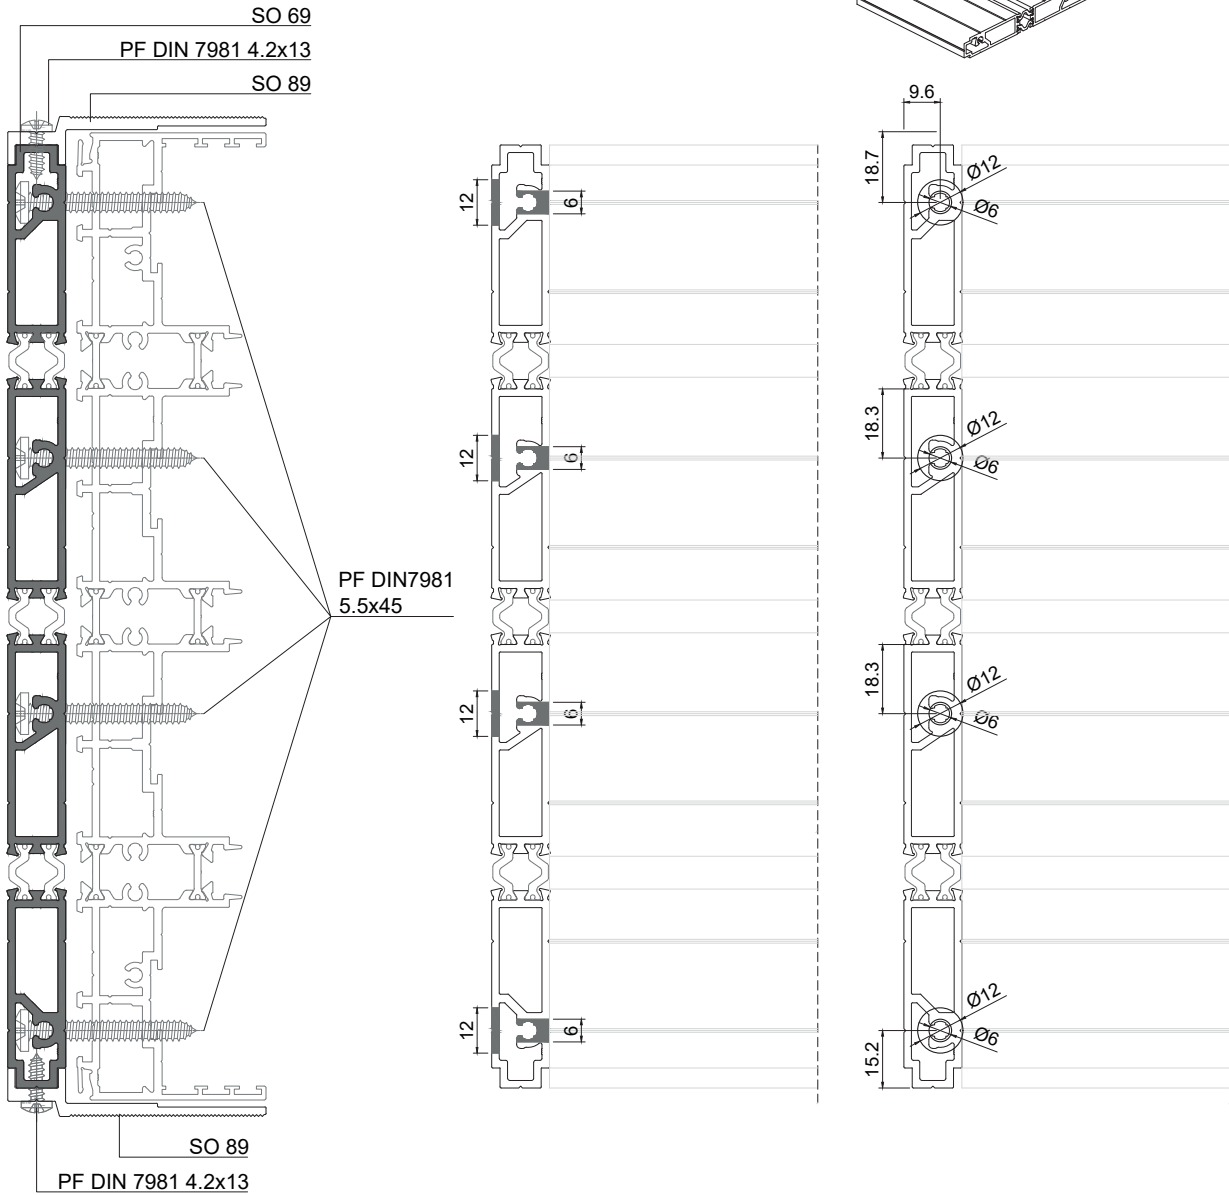 SO 69
PF DIN 7981 4.2x13
SO 89
9.6
18.7
Ø12
Ø6
12
6
18.3
Ø12
Ø6
12
6
PF DIN7981
5.5x45
18.3
Ø12
Ø6
12
6
Ø12
Ø6
12
6
15.2
SO 89
PF DIN 7981 4.2x13